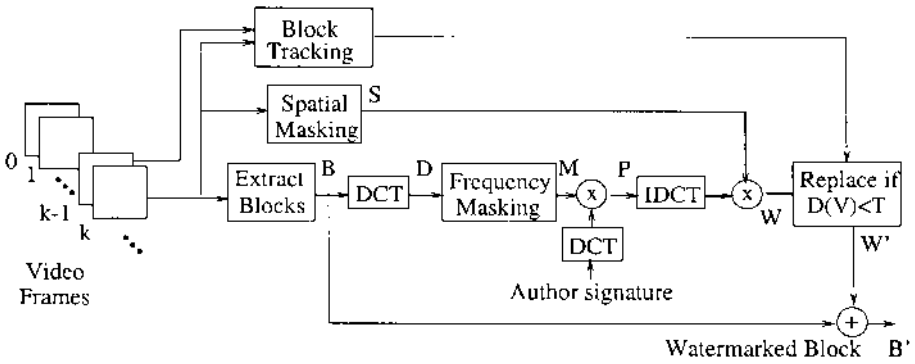 Block
Tracking
Spatial
Masking
S
0
1
k-1
k
Video
Frames
Extract
Blocks
B
DCT
D
Frequency
Masking
M
x
P
IDCT
x
W
Replace if
D(V)<T
W'
DCT
Author signature
+
Watermarked Block
B'